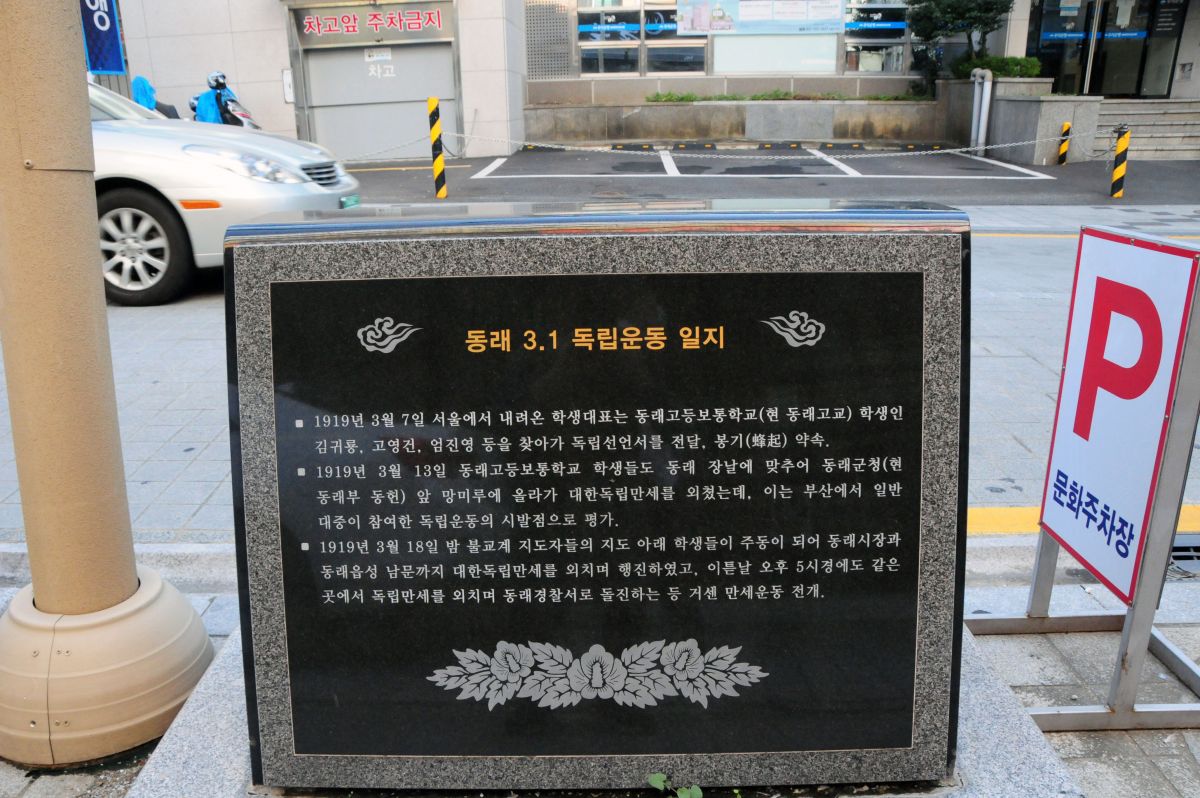 행
차고앞 주차금지
차고
동래 3.1 독립운동 일지
1919년 3월 7일 서울에서 내려온 학생대표는 동래고등보통학교(현 동래고교) 학생인
김귀룡, 고영건, 엄진영 등을 찾아가 독립선언서를 전달, 봉기(蜂起) 약속.
1919년 3월 13일 동래고등보통학교 학생들도 동래 장날에 맞추어 동래군청(현
동래부 동헌) 앞 망미루에 올라가 대한독립만세를 외쳤는데, 이는 부산에서 일반
대중이 참여한 독립운동의 시발점으로 평가.
1919년 3월 18일 밤 불교계 지도자들의 지도 아래 학생들이 주동이 되어 동래시장과
동래읍성 남문까지 대한독립만세를 외치며 행진하였고, 이튿날 오후 5시경에도 같은
곳에서 독립만세를 외치며 동래경찰서로 돌진하는 등 거센 만세운동 전개.
P
문화주차장